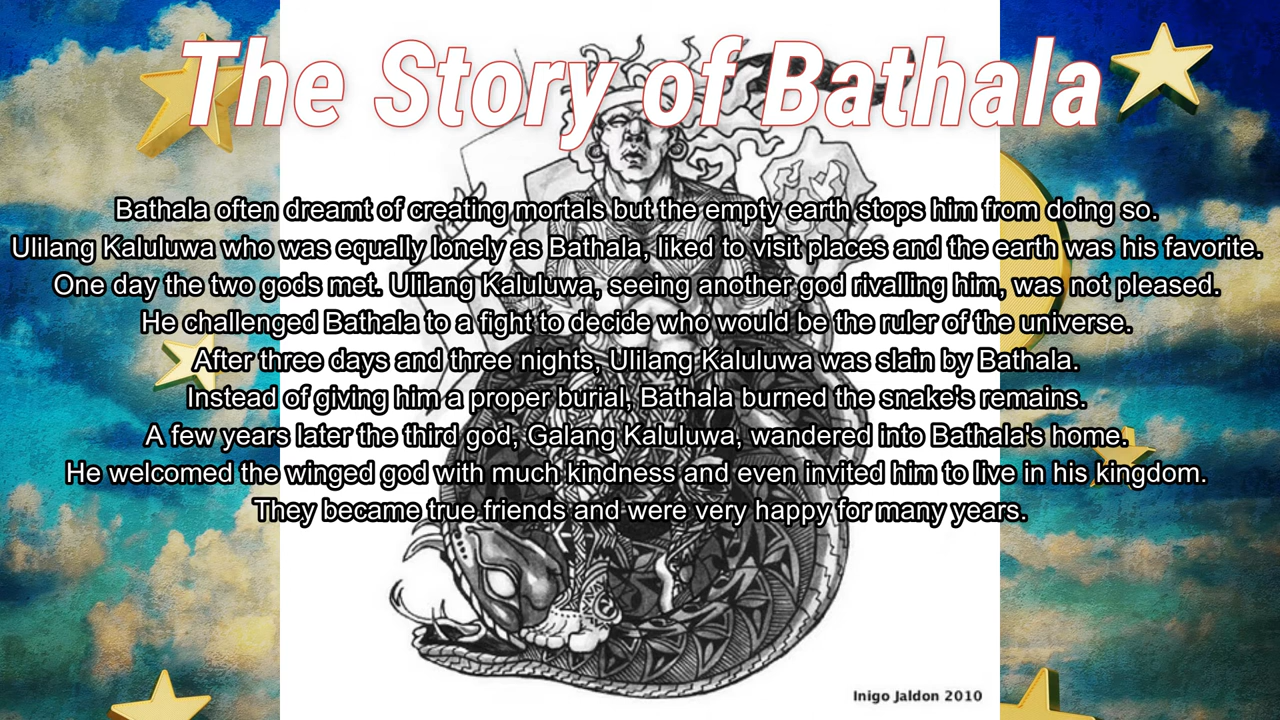 The Story of Bathala
Bathala often dreamt of creating mortals but the empty earth stops him from doing so.
Ulilang Kaluluwa who was equally lonely as Bathala, liked to visit places and the earth was his favorite.
One day the two gods met. Ulilang Kaluluwa, seeing another god rivalling him, was not pleased.
He challenged Bathala to a fight to decide who would be the ruler of the universe.
After three days and three nights, Ulilang Kaluluwa was slain by Bathala.
Instead of giving him a proper burial, Bathala burned the snake's remains.
A few years later the third god, Galang Kaluluwa, wandered into Bathala's home.
He welcomed the winged god with much kindness and even invited him to live in his kingdom.
They became true friends and were very happy for many years.
Inigo Jaldon 2010